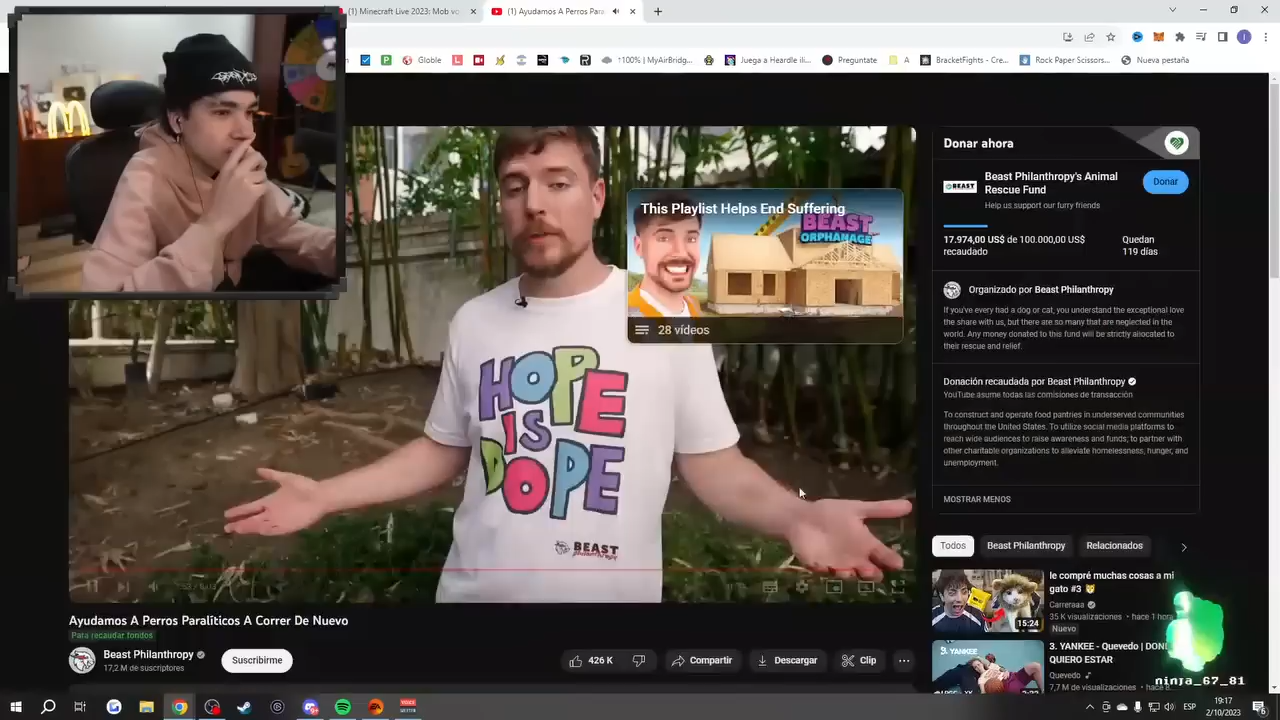 (1) Minecraft Live 2023: Mob vo
(1) Ayudamos A Perros Para
Globle
↑100% | MyAirBridg...
Juega a Heardle ili...
Preguntate
A
BracketFights - Cre...
Rock Paper Scissors...
Nueva pestaña
This Playlist Helps End Suffering
BEAST
ORPHANAGE
28 vídeos
HOPE
IS
DOPE
BEAST
philanthropy
Donar ahora
BEAST
Beast Philanthropy's Animal
Rescue Fund
Help us support our furry friends
Donar
17.974,00 US$ de 100.000,00 US$
recaudado
Quedan
119 días
Organizado por Beast Philanthropy
If you've every had a dog or cat, you understand the exceptional love
the share with us, but there are so many that are neglected in the
world. Any money donated to this fund will be strictly allocated to
their rescue and relief.
Donación recaudada por Beast Philanthropy
YouTube asume todas las comisiones de transacción
To construct and operate food pantries in underserved communities
throughout the United States. To utilize social media platforms to
reach wide audiences to raise awareness and funds; to partner with
other charitable organizations to alleviate homelessness, hunger, and
unemployment.
MOSTRAR MENOS
Todos
Beast Philanthropy
Relacionados
le compré muchas cosas a mi
gato #3
Carreraaa
35 K visualizaciones • hace 1 hora
Nuevo
15:24
3. YANKEE - Quevedo | DOND
QUIERO ESTAR
Quevedo
7,7 M de visualizaciones • hace 8
3. YANKEE
Quevedo
Ayudamos A Perros Paralíticos A Correr De Nuevo
Para recaudar fondos
Beast Philanthropy
17,2 M de suscriptores
Suscribirme
426 K
Compartir
Descargar
Clip
ninja_67_81
ESP
19:17
2/10/2023